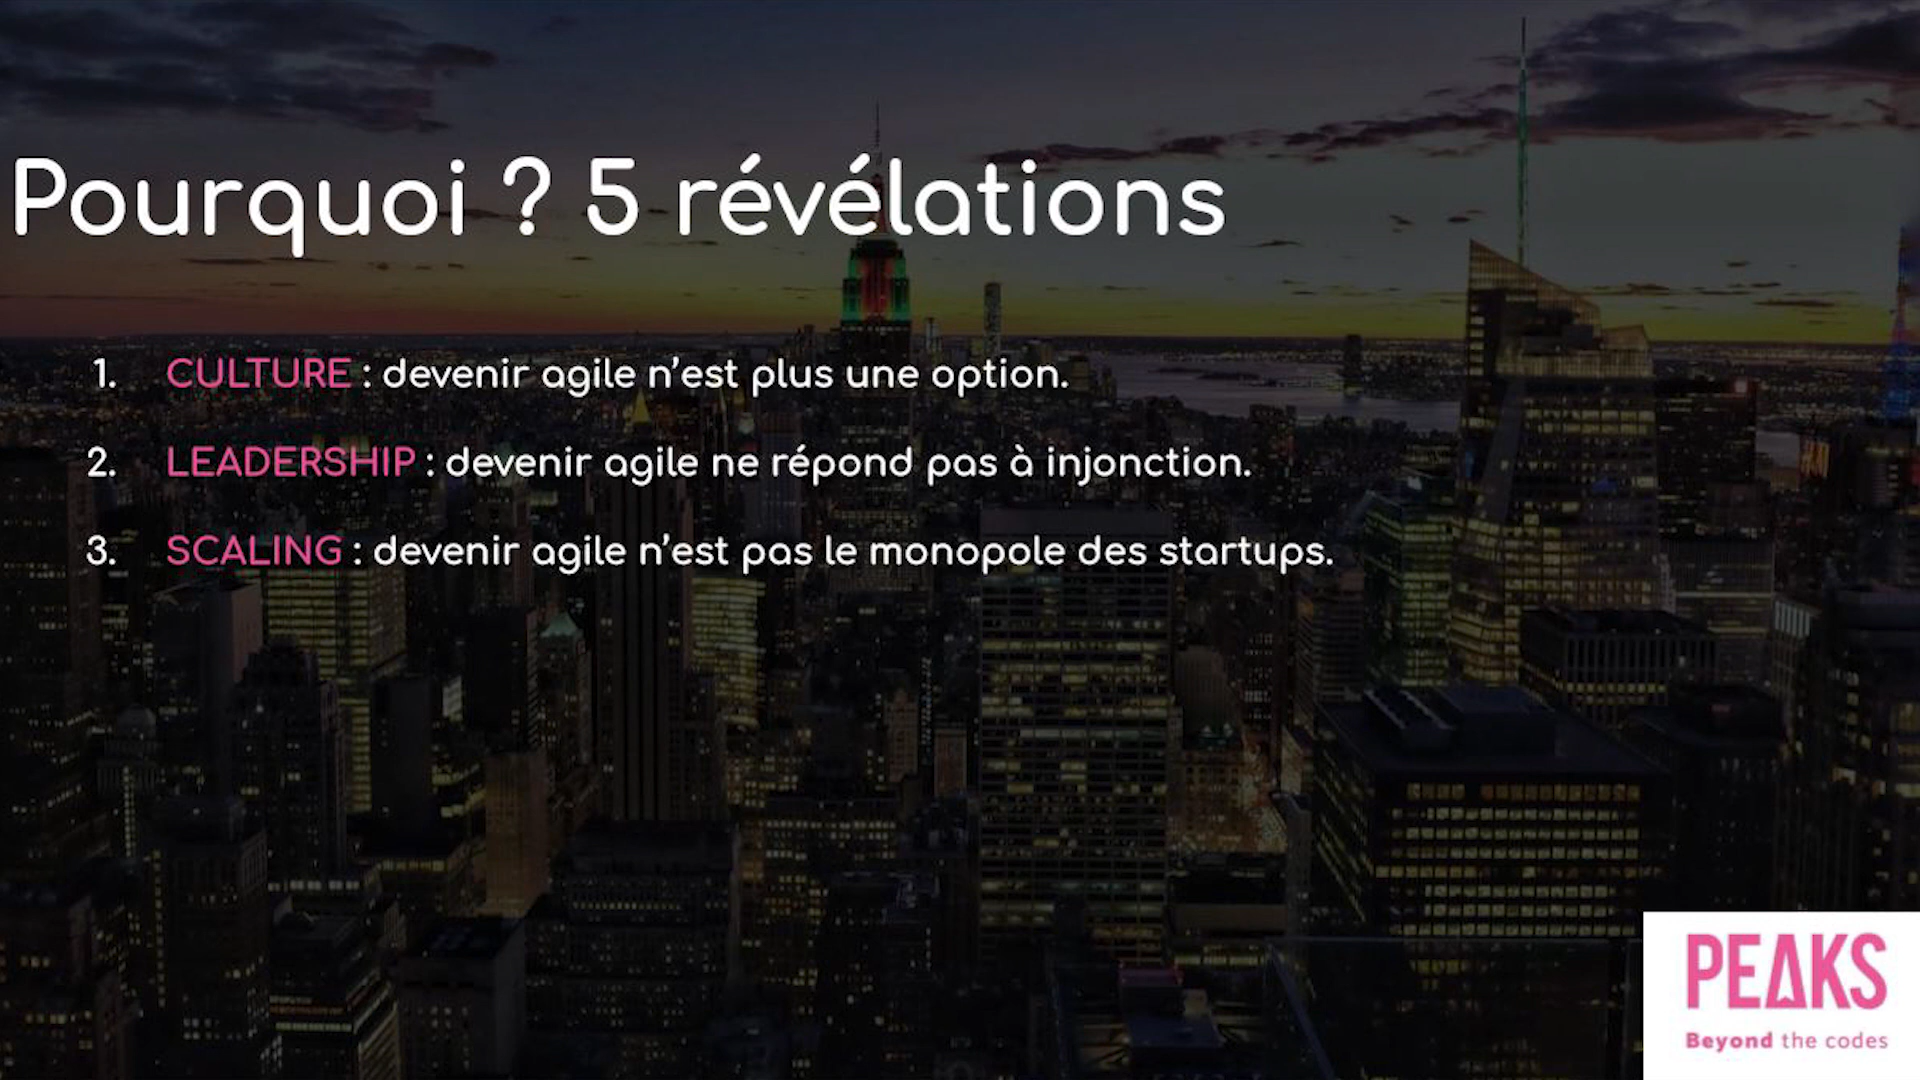 Pourquoi ? 5 révélations
1. CULTURE : devenir agile n’est plus une option.
2. LEADERSHIP : devenir agile ne répond pas à injonction.
3. SCALING : devenir agile n’est pas le monopole des startups.
PEAKS
Beyond the codes